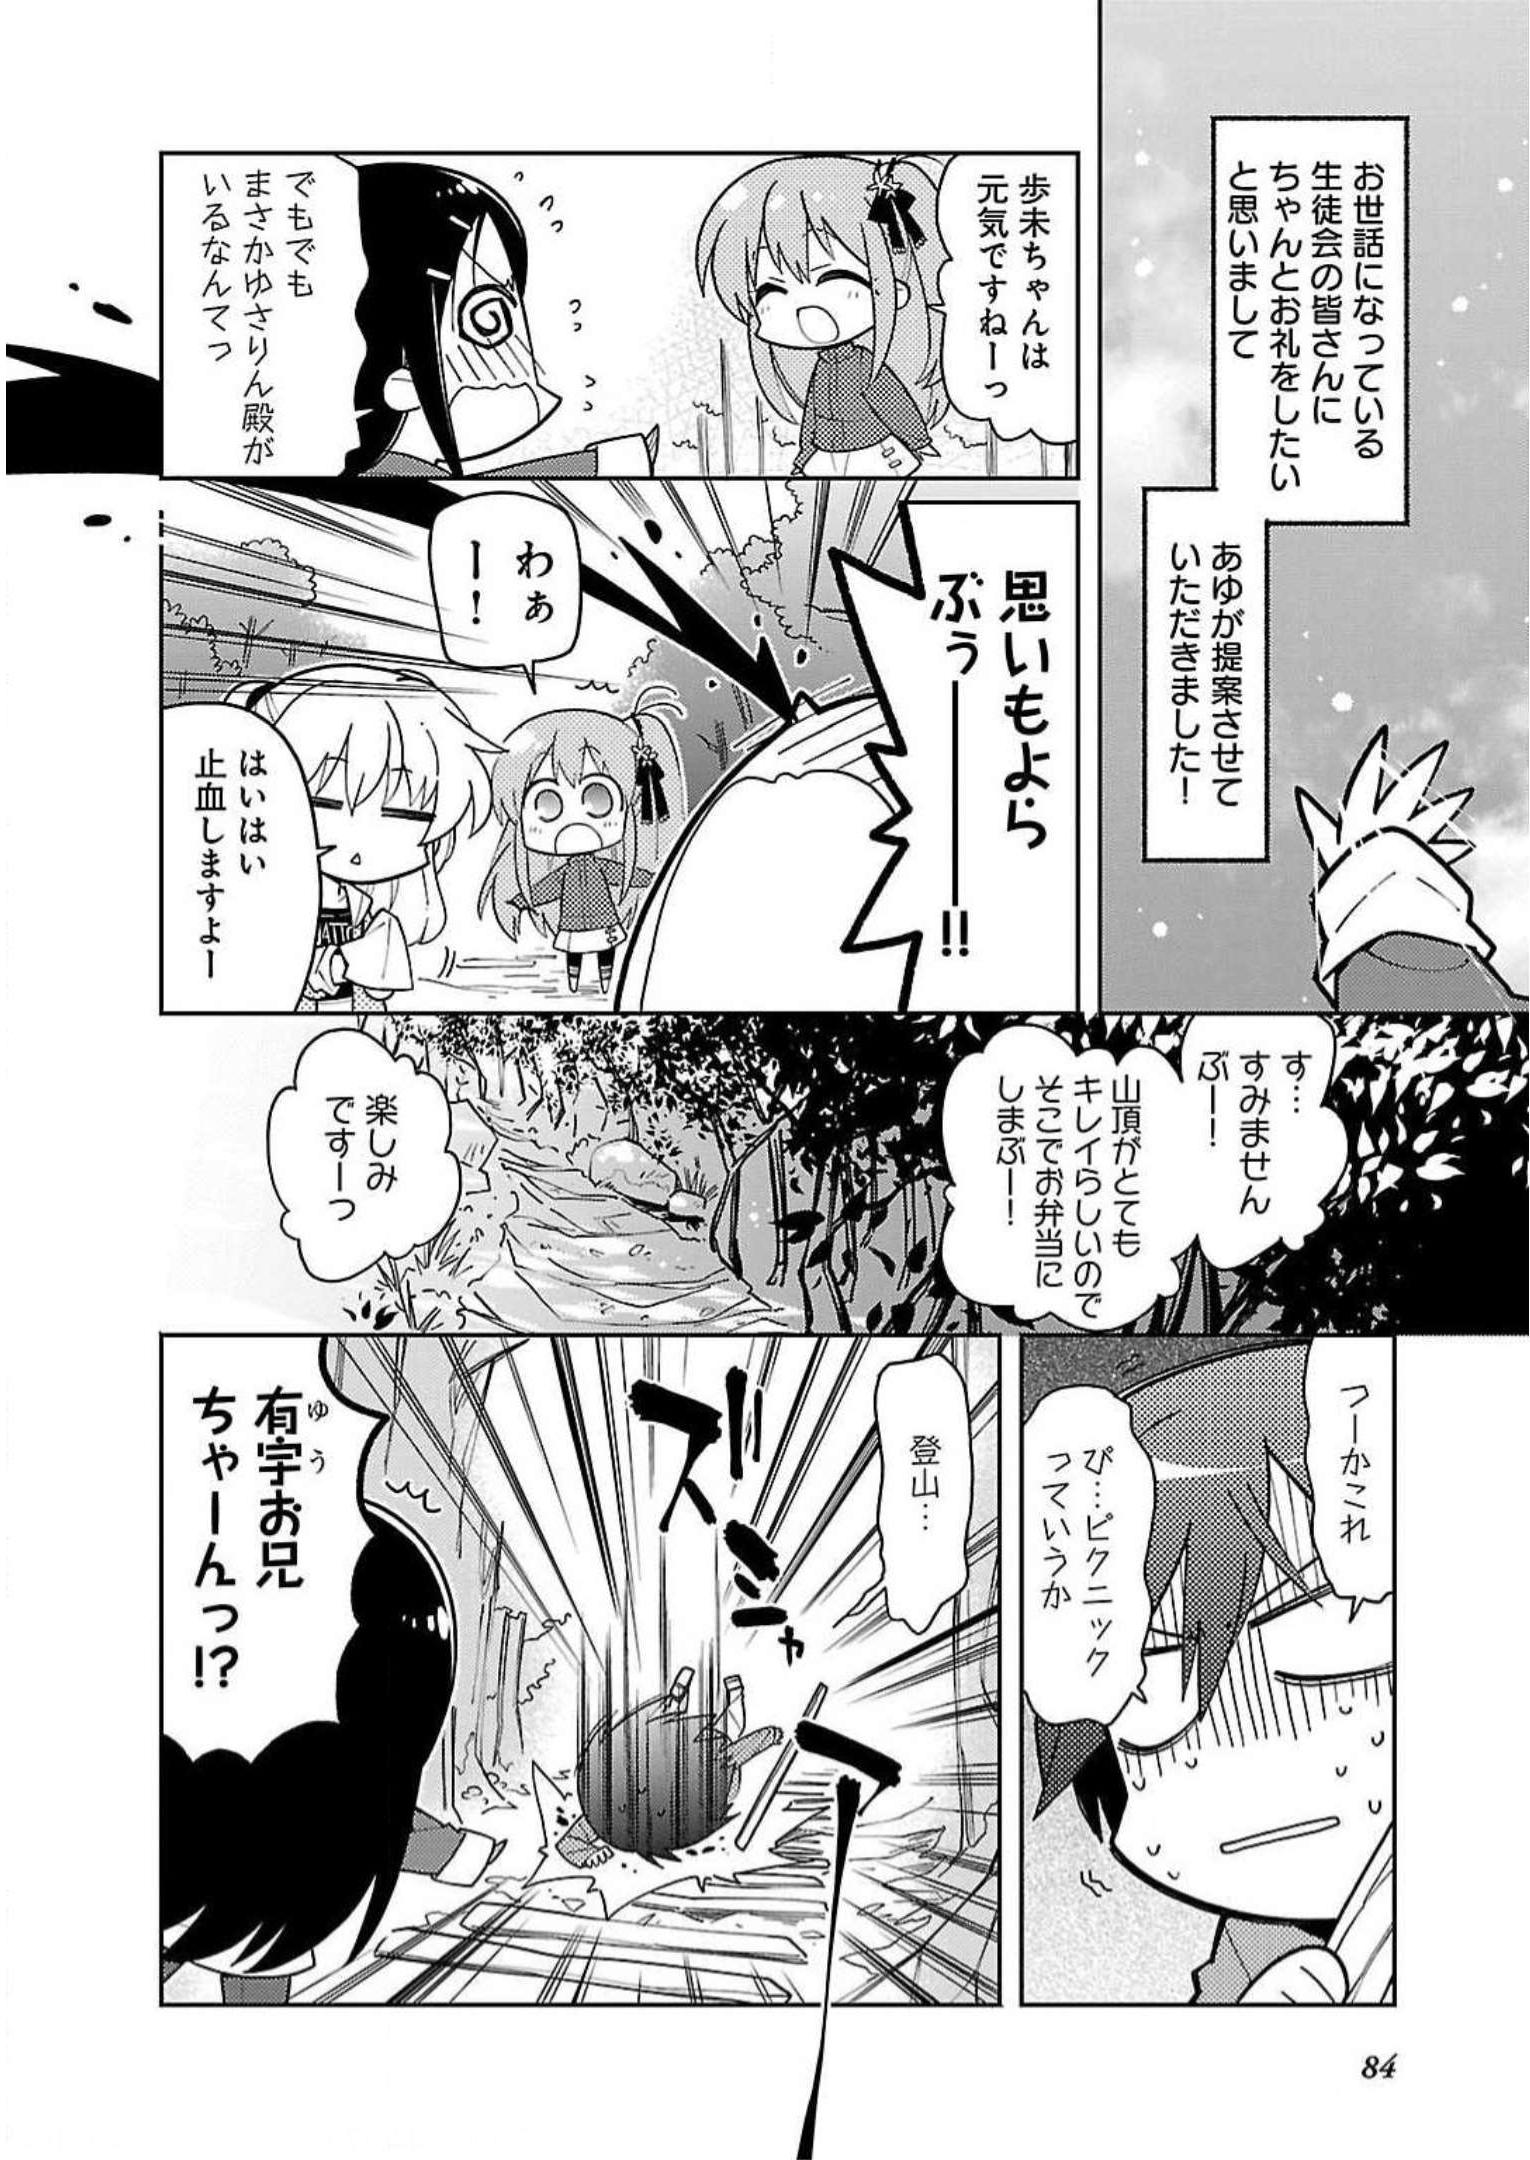 お世話になっている
生徒会の皆さんに
ちゃんとお礼をしたい
と思いまして
あゆが提案させて
いただきました！
歩未ちゃんは
元気ですねーっ
でもでも
まさかゆさりん殿が
いるなんてっ
思いもよら
ぶぅーーー!!
わぁ
ー！
はいはい
止血しますよー
ATTO
す…
すみません
ぶー！
山頂がとても
キレイらしいので
そこでお弁当に
しまぶー！
楽しみ
ですーっ
つーかこれ
ぴ…ピクニック
っていうか
登山…
ズシャア
有宇お兄
ゆう
ちゃーんっ!?
84